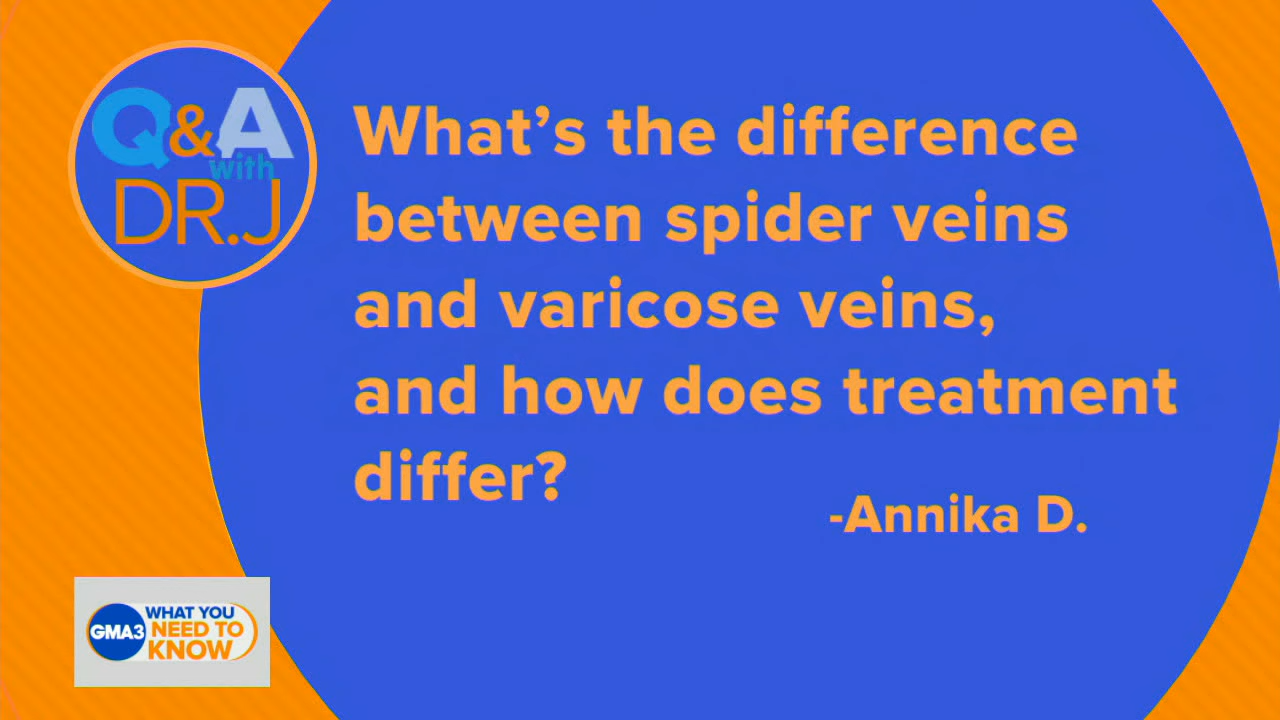 Q&A
with
DR.J
What's the difference
between spider veins
and varicose veins,
and how does treatment
differ?
-Annika D.
GMA3
WHAT YOU
NEED TO
KNOW